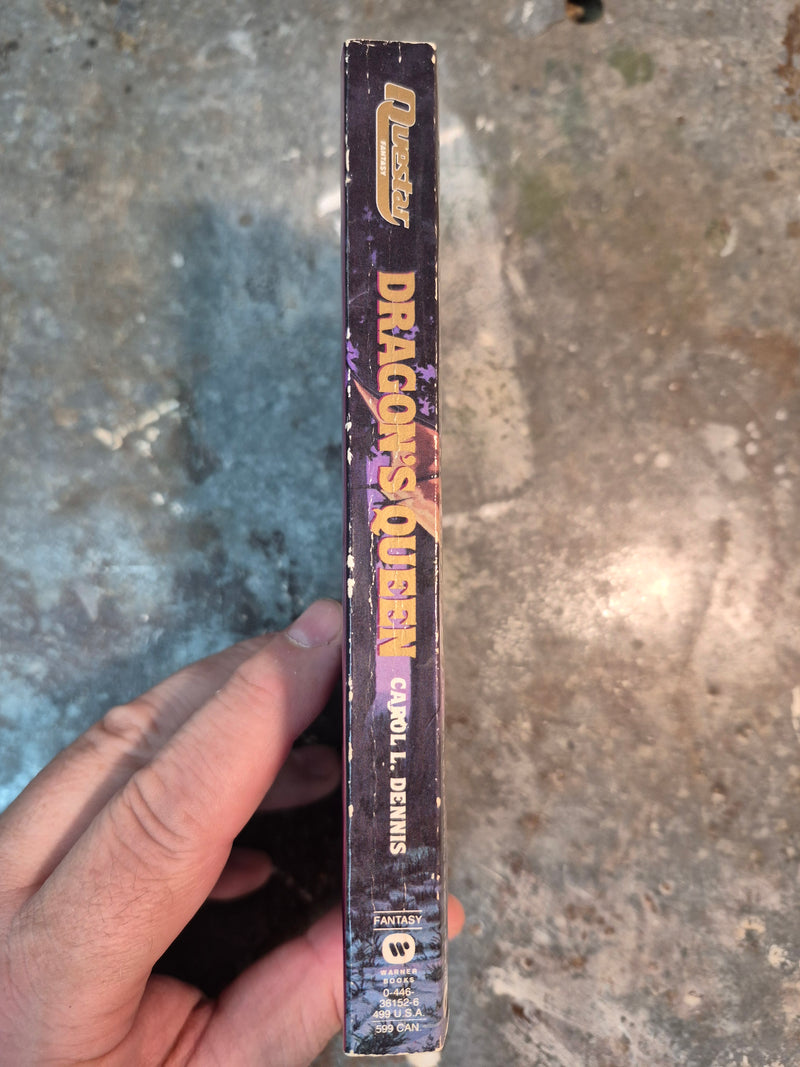 Questar
FANTASY
DRAGON'S QUEEN
CAROL L. DENNIS
FANTASY
WARNER
BOOKS
0-446-
36152-6
499 U.S.A.
599 CAN.